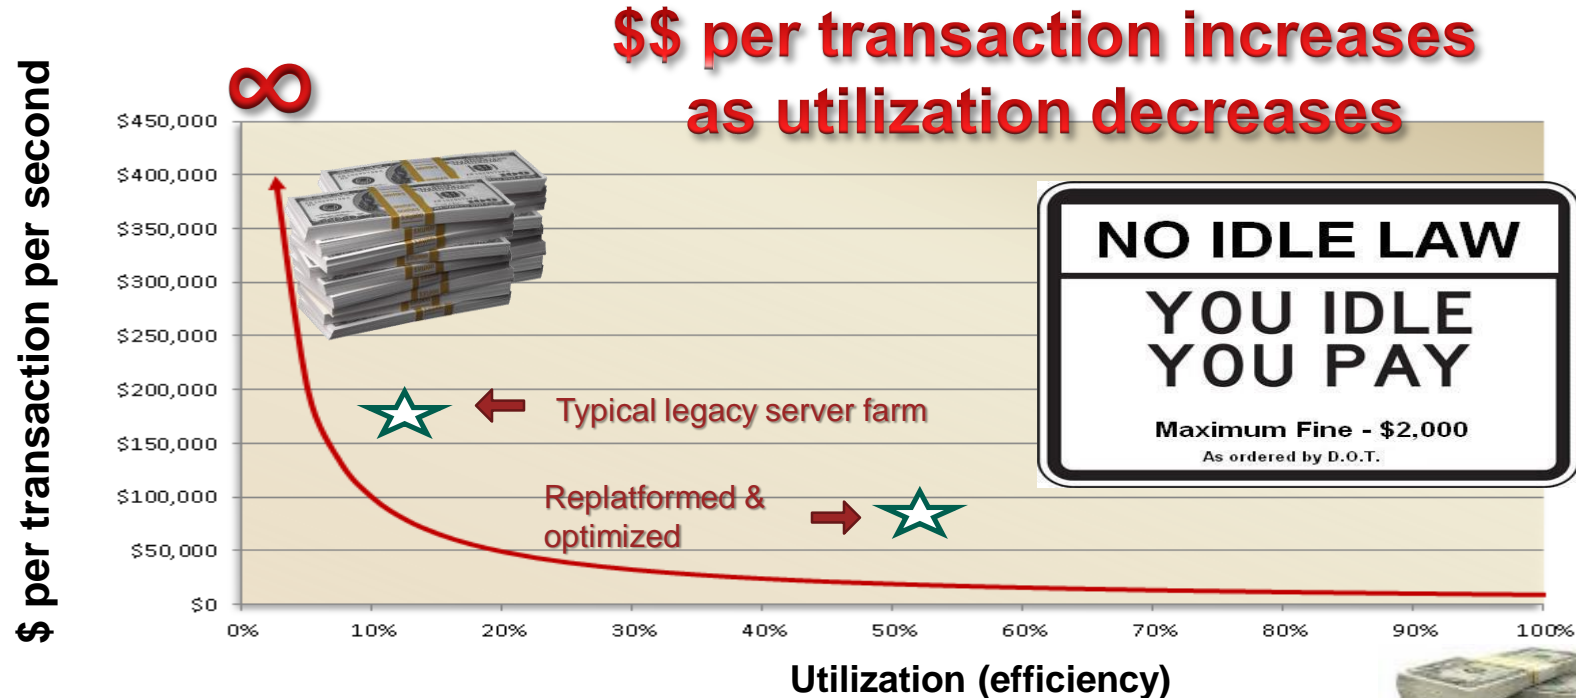 $$ per transaction increases
as utilization decreases
∞
$ per transaction per second
$450,000
$400,000
$350,000
$300,000
$250,000
$200,000
$150,000
$100,000
$50,000
$0
NO IDLE LAW
YOU IDLE
YOU PAY
Maximum Fine - $2,000
As ordered by D.O.T.
Typical legacy server farm
Replatformed &
optimized
0% 10% 20% 30% 40% 50% 60% 70% 80% 90% 100%
Utilization (efficiency)